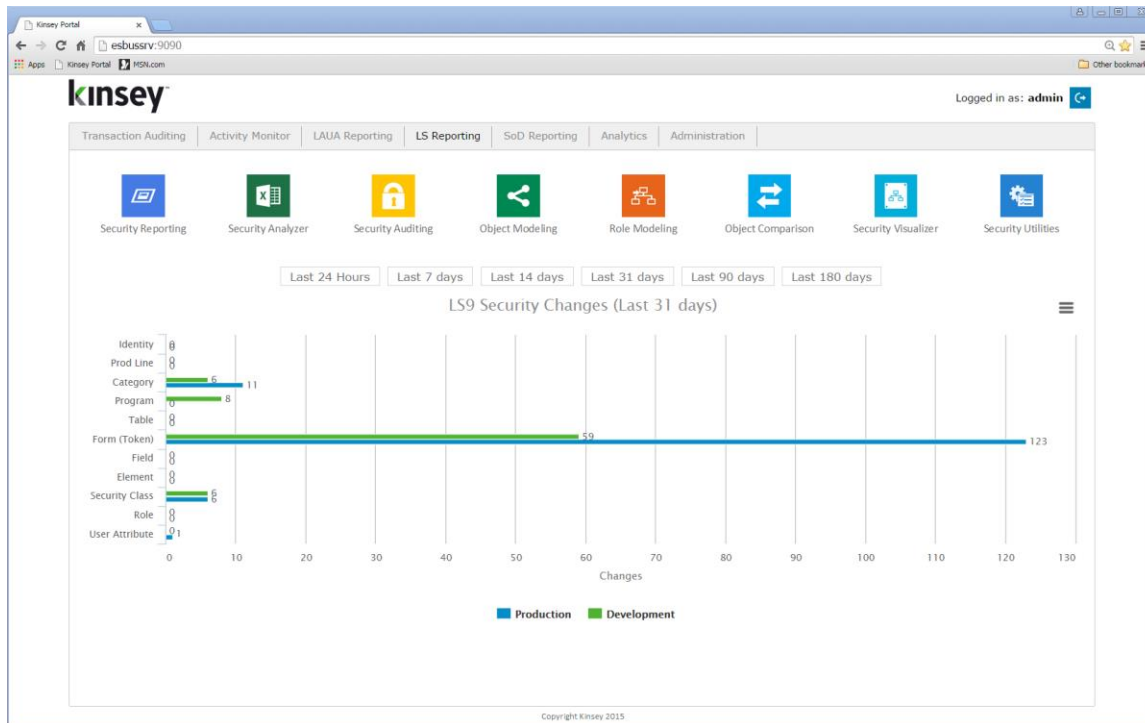 Kinsey Portal
esbussrv:9090
Apps Kinsey Portal MSN.com Other bookmark
kinsey
Logged in as: admin
Transaction Auditing Activity Monitor LAUA Reporting LS Reporting SoD Reporting Analytics Administration
Security Reporting Security Analyzer Security Auditing Object Modeling Role Modeling Object Comparison Security Visualizer Security Utilities
Last 24 Hours Last 7 days Last 14 days Last 31 days Last 90 days Last 180 days
LS9 Security Changes (Last 31 days)
Identity 0 0
Prod Line 0 0
Category 6 11
Program 8 0
Table 0 0
Form (Token) 59 123
Field 0 0
Element 0 0
Security Class 6 6
Role 0 0
User Attribute 0 1
0 10 20 30 40 50 60 70 80 90 100 110 120 130
Changes
Production Development
Copyright Kinsey 2015